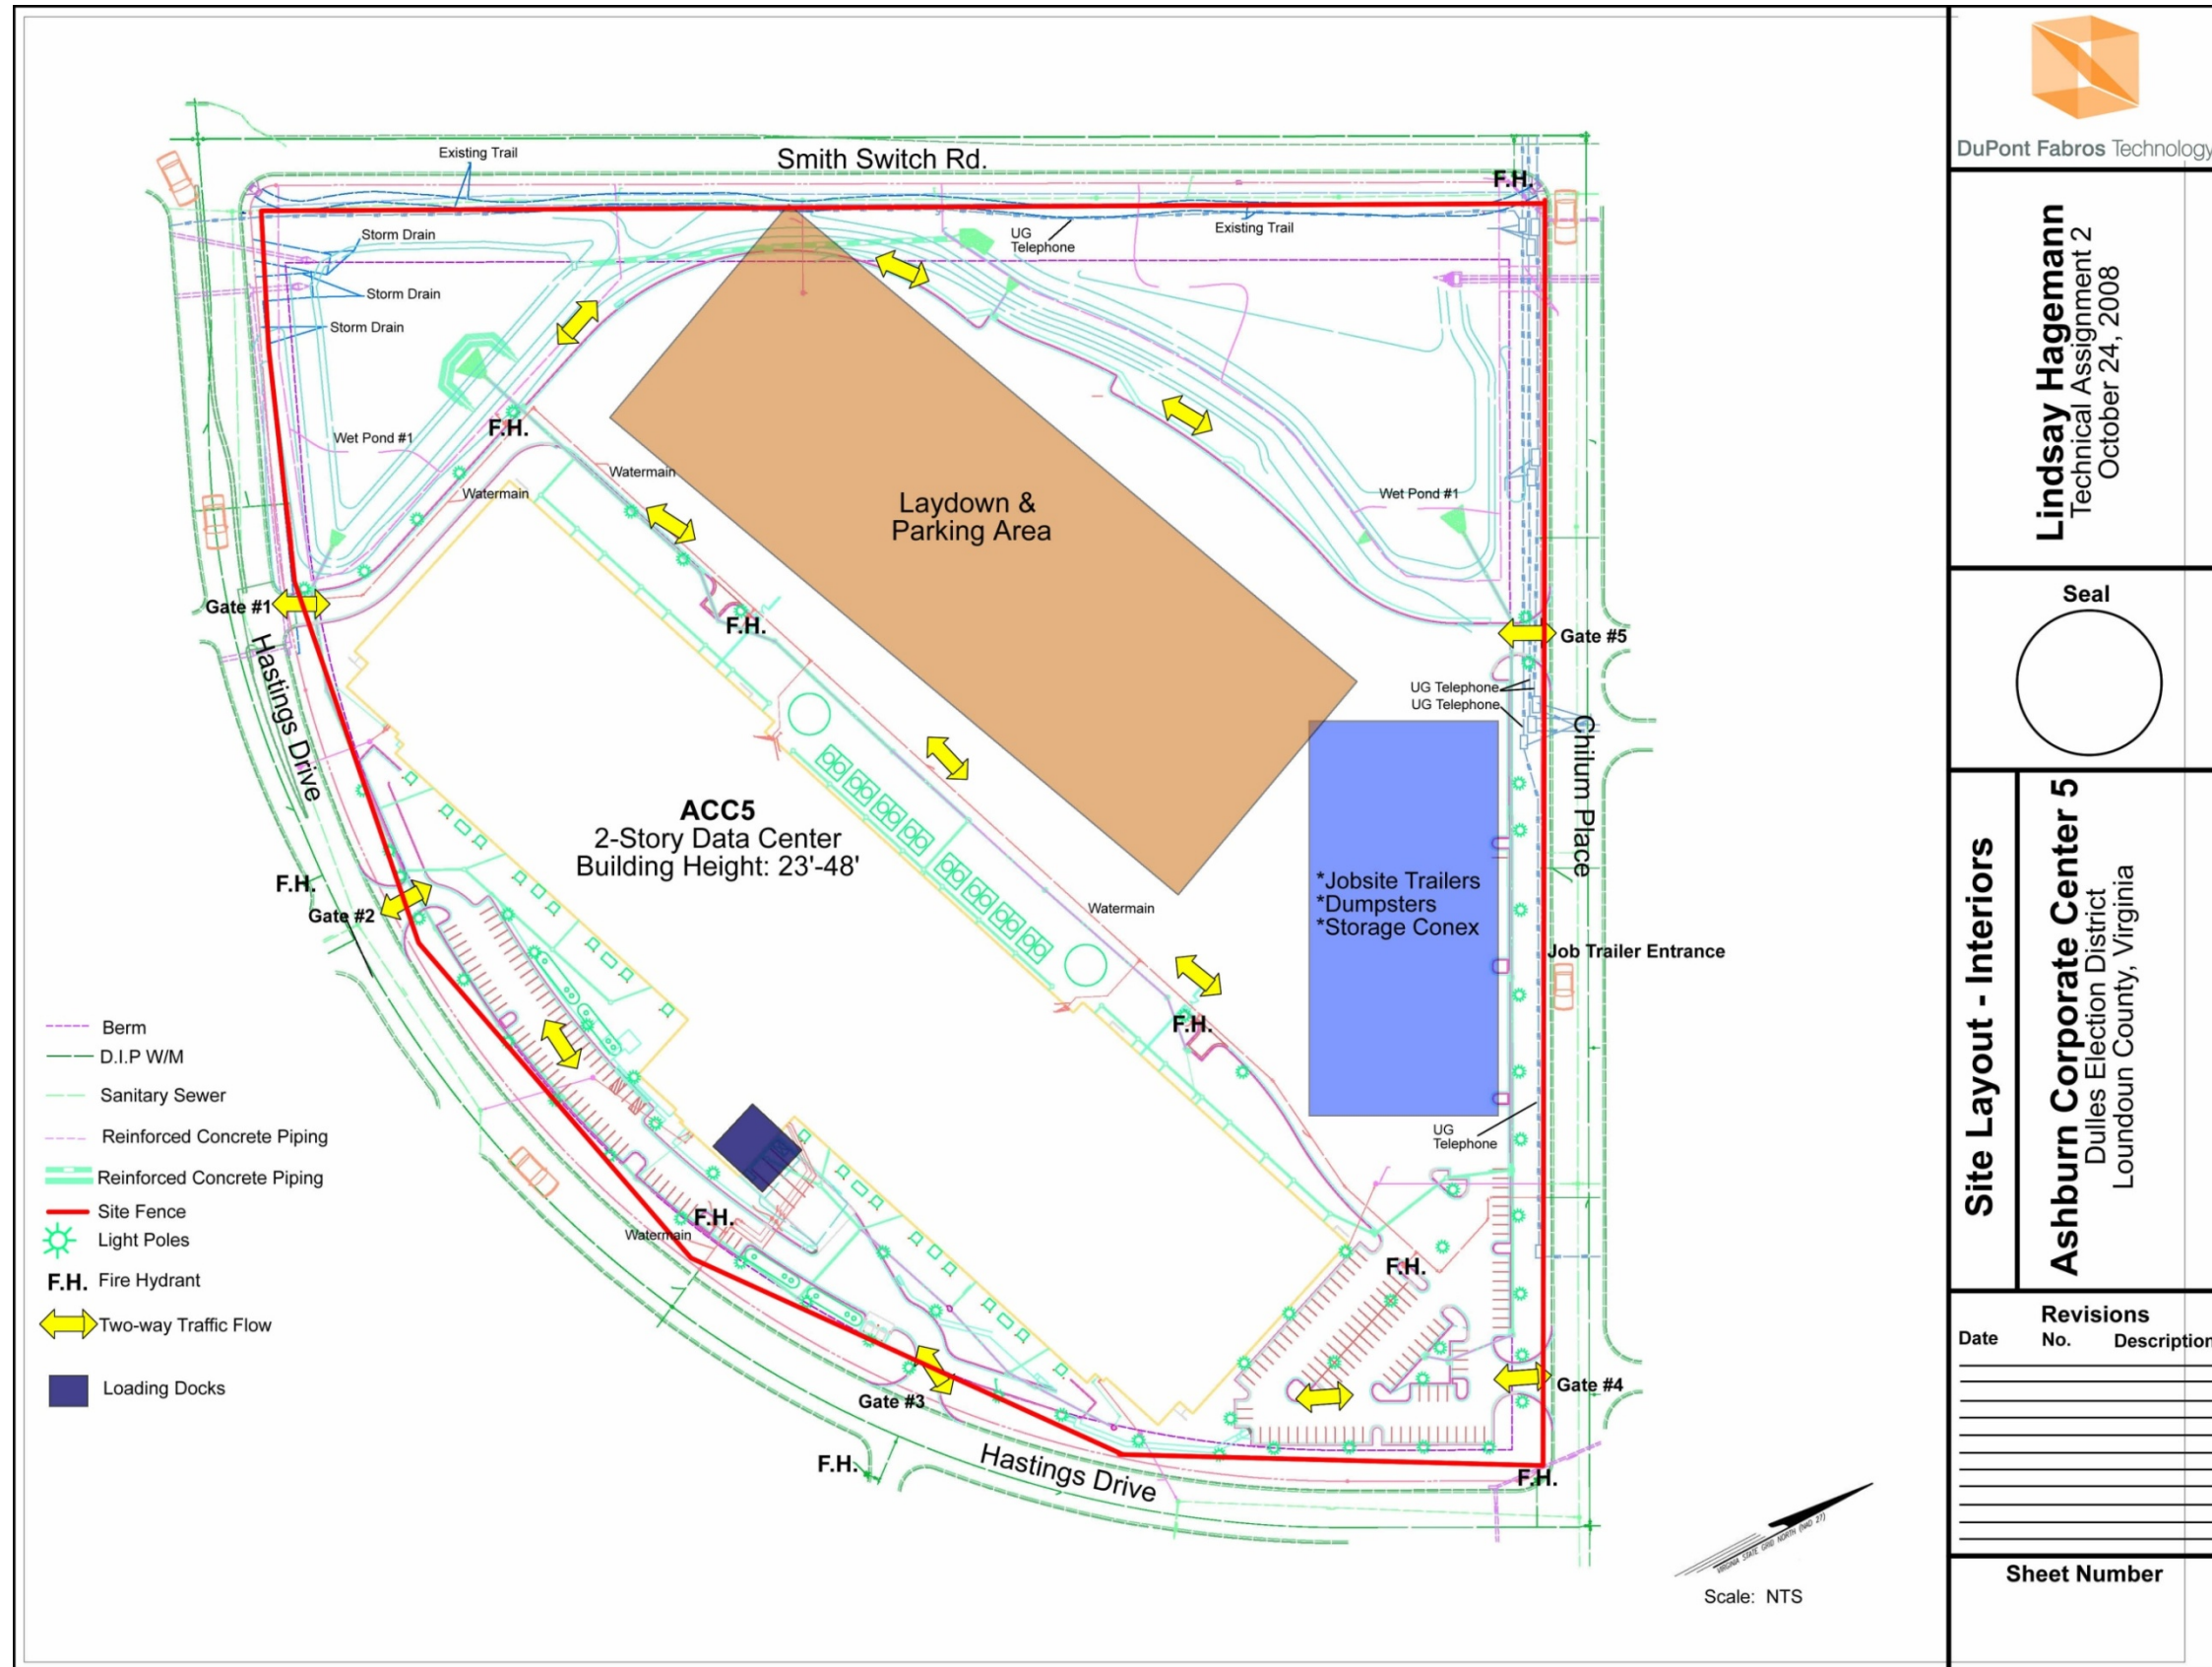 Smith Switch Rd.
Existing Trail
F.H.
Storm Drain
UG
Telephone
Existing Trail
Storm Drain
Storm Drain
F.H.
Wet Pond #1
Watermain
Watermain
Laydown &
Parking Area
Wet Pond #1
Gate #1
F.H.
Gate #5
Hastings Drive
UG Telephone
UG Telephone
Chilum Place
ACC5
2-Story Data Center
Building Height: 23'-48'
F.H.
Gate #2
Watermain
*Jobsite Trailers
*Dumpsters
*Storage Conex
Job Trailer Entrance
F.H.
UG
Telephone
F.H.
Watermain
F.H.
Gate #3
Gate #4
F.H.
Hastings Drive
F.H.
Berm
D.I.P W/M
Sanitary Sewer
Reinforced Concrete Piping
Reinforced Concrete Piping
Site Fence
Light Poles
F.H. Fire Hydrant
Two-way Traffic Flow
Loading Docks
VIRGINIA STATE GRID NORTH (NAD 27)
Scale: NTS
DuPont Fabros Technology
Lindsay Hagemann
Technical Assignment 2
October 24, 2008
Seal
Site Layout - Interiors
Ashburn Corporate Center 5
Dulles Election District
Loundoun County, Virginia
Revisions
Date No. Description
Sheet Number